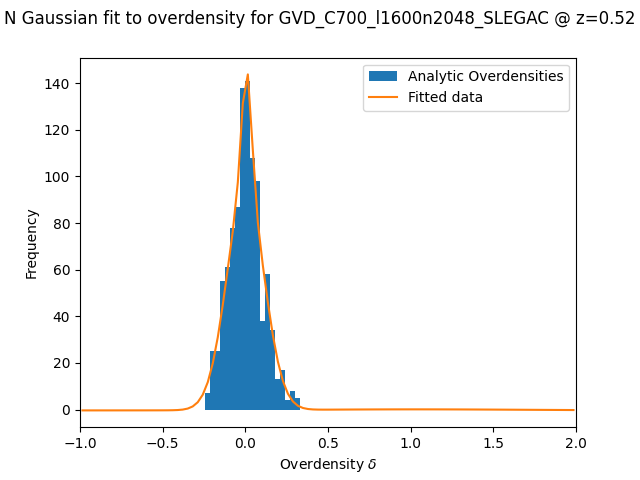 N Gaussian fit to overdensity for GVD_C700_l1600n2048_SLEGAC @ z=0.52
Analytic Overdensities
Fitted data
Frequency
140
120
100
80
60
40
20
0
−1.0 −0.5 0.0 0.5 1.0 1.5 2.0
Overdensity δ